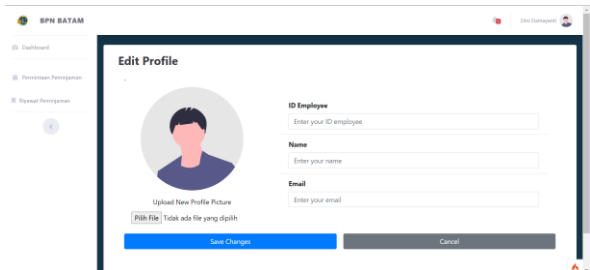 BPN BATAM
Dini Damayanti
Dashboard
Permintaan Peminjaman
Riwayat Peminjaman
Edit Profile
ID Employee
Enter your ID employee
Name
Enter your name
Email
Enter your email
Upload New Profile Picture
Pilih File Tidak ada file yang dipilih
Save Changes
Cancel